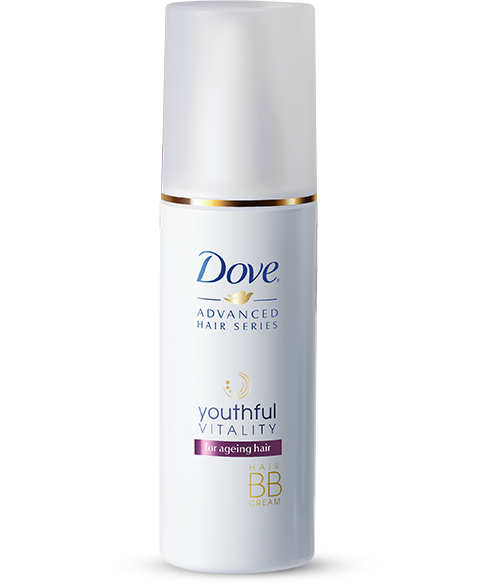 Dove
ADVANCED
HAIR SERIES
youthful
VITALITY
for ageing hair
HAIR
BB
CREAM